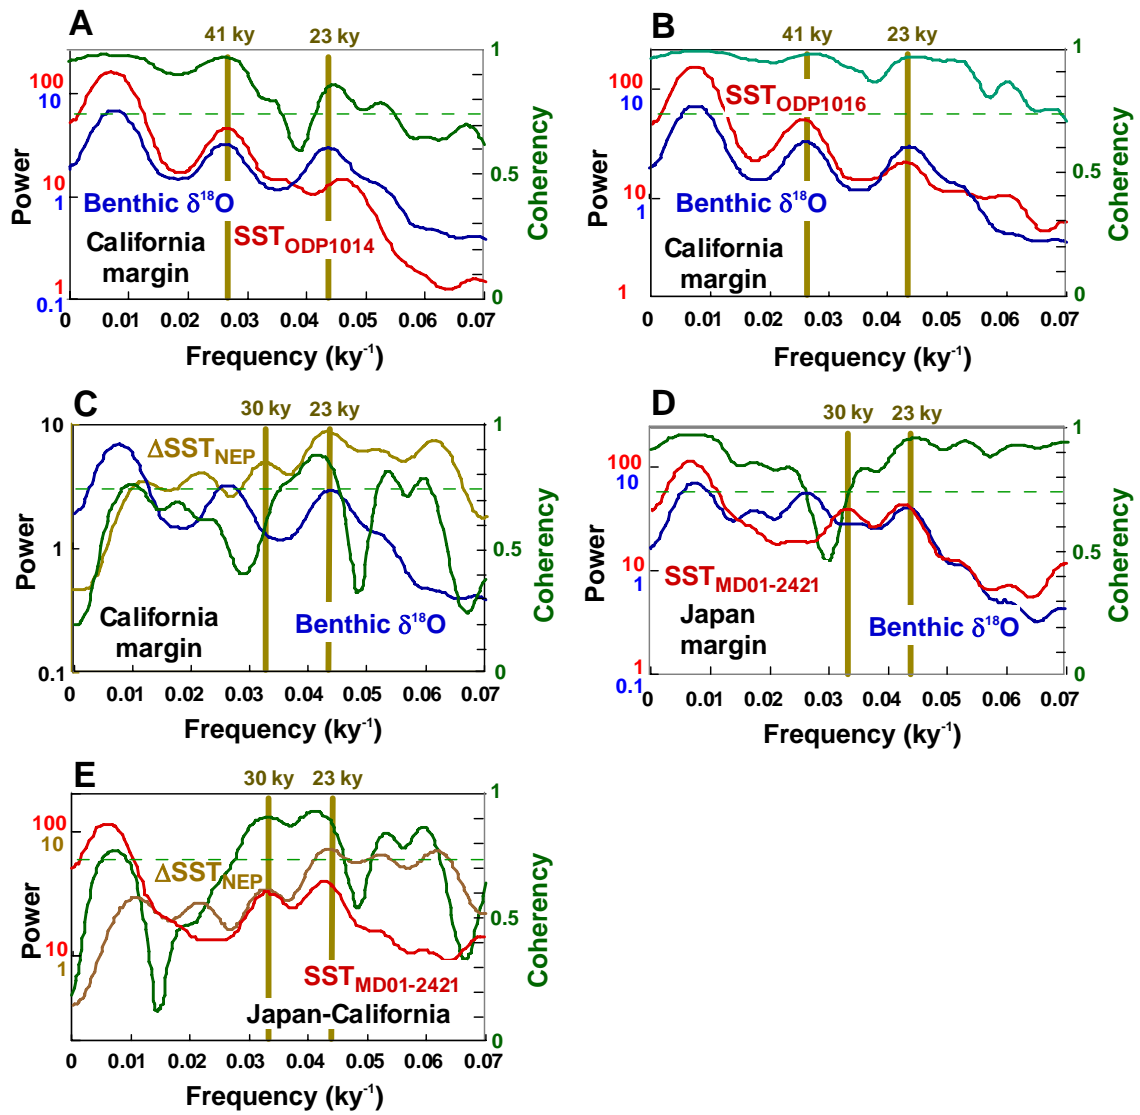 A
41 ky 23 ky
100
10
10
1
1
0.1
Power
1
0.5
0
Coherency
Benthic δ18O
SSTODP1014
California
margin
0 0.01 0.02 0.03 0.04 0.05 0.06 0.07
Frequency (ky-1)
B
41 ky 23 ky
100
10
10
1
1
Power
1
0.5
0
Coherency
SSTODP1016
Benthic δ18O
California
margin
0 0.01 0.02 0.03 0.04 0.05 0.06 0.07
Frequency (ky-1)
C
30 ky 23 ky
10
1
0.1
Power
1
0.5
0
Coherency
ΔSSTNEP
California
margin
Benthic δ18O
0 0.01 0.02 0.03 0.04 0.05 0.06 0.07
Frequency (ky-1)
D
30 ky 23 ky
100
10
10
1
1
0.1
Power
1
0.5
0
Coherency
SSTMD01-2421
Japan
margin
Benthic δ18O
0 0.01 0.02 0.03 0.04 0.05 0.06 0.07
Frequency (ky-1)
E
30 ky 23 ky
100
10
10
1
Power
1
0.5
0
Coherency
ΔSSTNEP
SSTMD01-2421
Japan-California
0 0.01 0.02 0.03 0.04 0.05 0.06 0.07
Frequency (ky-1)